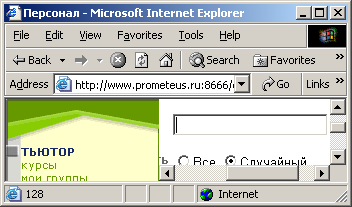 Персонал - Microsoft Internet Explorer
File Edit View Favorites Tools Help
Back Search Favorites »
Address http://www.prometeus.ru:8666/ Go Links »
ТЬЮТОР
курсы
мои группы
Все Случайный
128 Internet